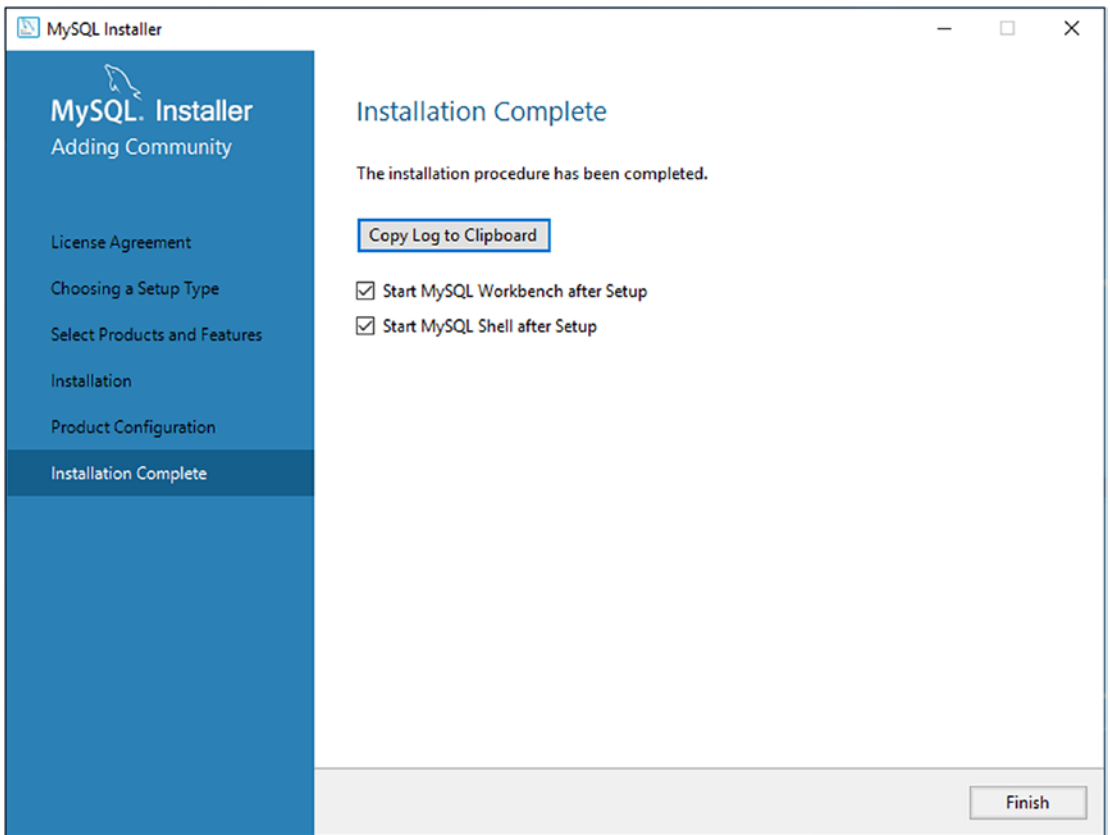 MySQL Installer
MySQL. Installer
Adding Community
License Agreement
Choosing a Setup Type
Select Products and Features
Installation
Product Configuration
Installation Complete
Installation Complete
The installation procedure has been completed.
Copy Log to Clipboard
Start MySQL Workbench after Setup
Start MySQL Shell after Setup
Finish